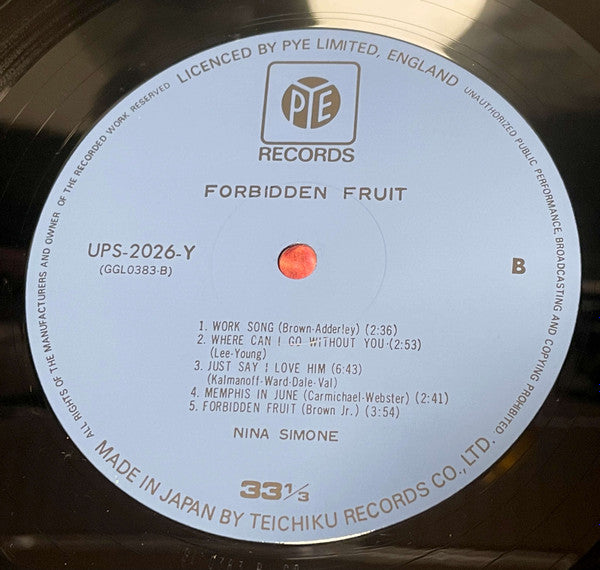 LICENCED BY PYE LIMITED, ENGLAND
UNAUTHORIZED PUBLIC PERFORMANCE, BROADCASTING AND COPYING PROHIBITED.
ALL RIGHTS OF THE MANUFACTURERS AND OWNER OF THE RECORDED WORK RESERVED
PYE
RECORDS
FORBIDDEN FRUIT
UPS-2026-Y
(GGL0383-B)
B
1. WORK SONG (Brown-Adderley) (2:36)
2. WHERE CAN I GO WITHOUT YOU (2:53)
(Lee-Young)
3. JUST SAY I LOVE HIM (6:43)
(Kalmanoff-Ward-Dale-Val)
4. MEMPHIS IN JUNE (Carmichael-Webster) (2:41)
5. FORBIDDEN FRUIT (Brown Jr.) (3:54)
NINA SIMONE
33 1/3
MADE IN JAPAN BY TEICHIKU RECORDS CO., LTD.